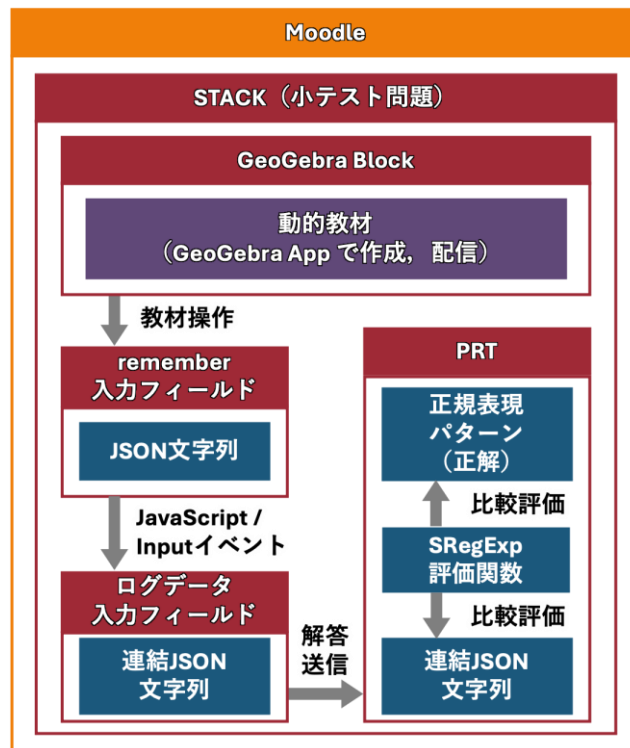 Moodle
STACK（小テスト問題）
GeoGebra Block
動的教材
（GeoGebra App で作成，配信）
教材操作
remember
入力フィールド
JSON文字列
JavaScript /
Inputイベント
ログデータ
入力フィールド
連結JSON
文字列
解答
送信
PRT
正規表現
パターン
（正解）
比較評価
SRegExp
評価関数
比較評価
連結JSON
文字列